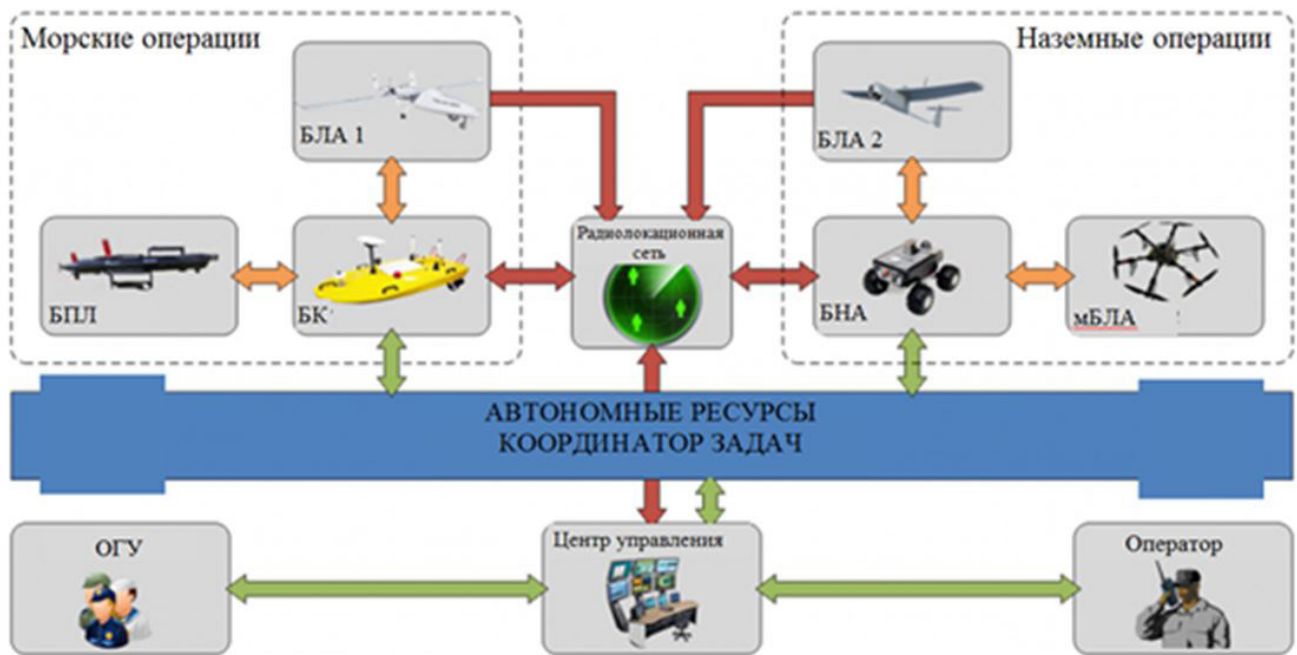 Морские операции
Наземные операции
БЛА 1
БЛА 2
Радиолокационная
сеть
БПЛ
БК
БНА
мБЛА
АВТОНОМНЫЕ РЕСУРСЫ
КООРДИНАТОР ЗАДАЧ
ОГУ
Центр управления
Оператор